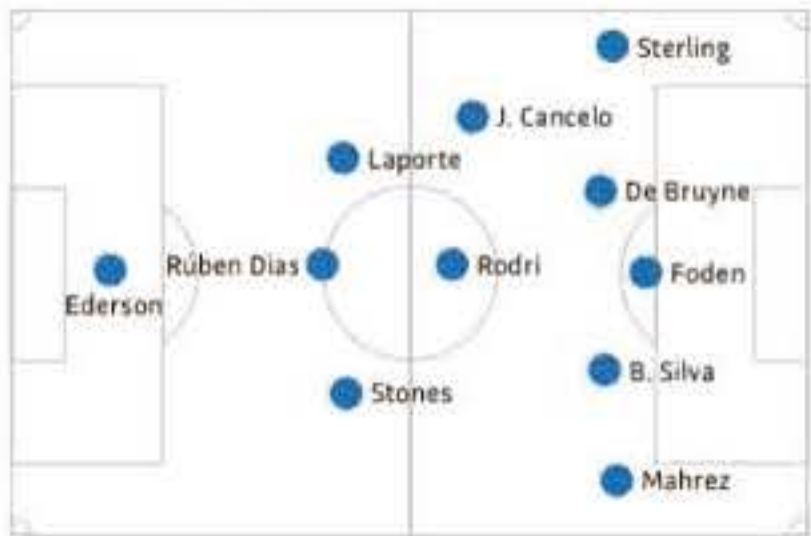 Sterling
J. Cancelo
Laporte
De Bruyne
Rúben Dias
Rodri
Foden
Ederson
B. Silva
Stones
Mahrez